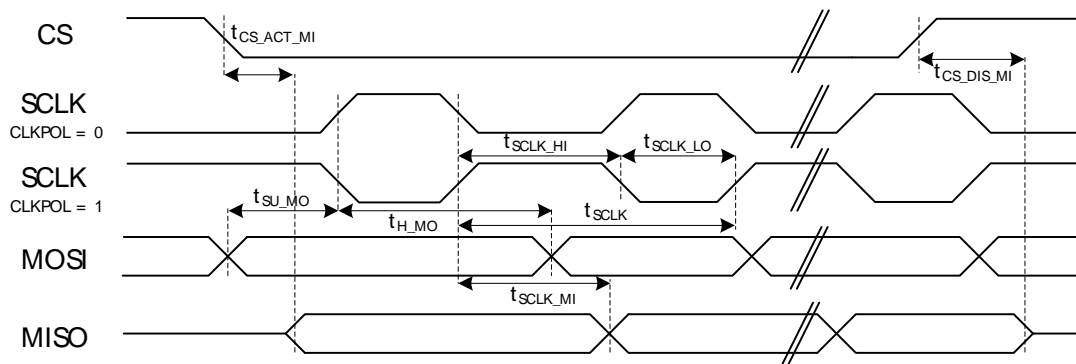 CS
tCS_ACT_MI
tCS_DIS_MI
SCLK
CLKPOL = 0
tSCLK_HI
tSCLK_LO
SCLK
CLKPOL = 1
tSU_MO
tH_MO
tSCLK
MOSI
tSCLK_MI
MISO